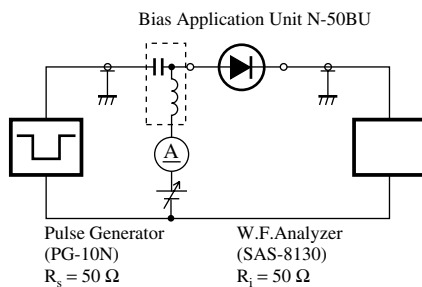 Bias Application Unit N-50BU
A
Pulse Generator
(PG-10N)
Rs = 50 Ω
W.F.Analyzer
(SAS-8130)
Ri = 50 Ω